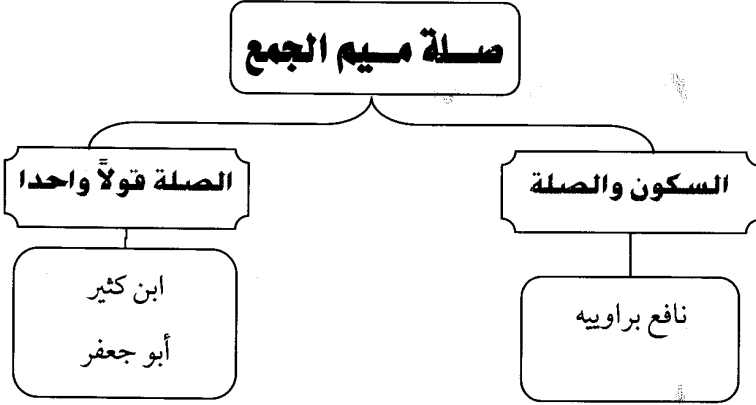 صلة ميم الجمع
السكون والصلة
نافع براوييه
الصلة قولاً واحدا
ابن كثير
أبو جعفر